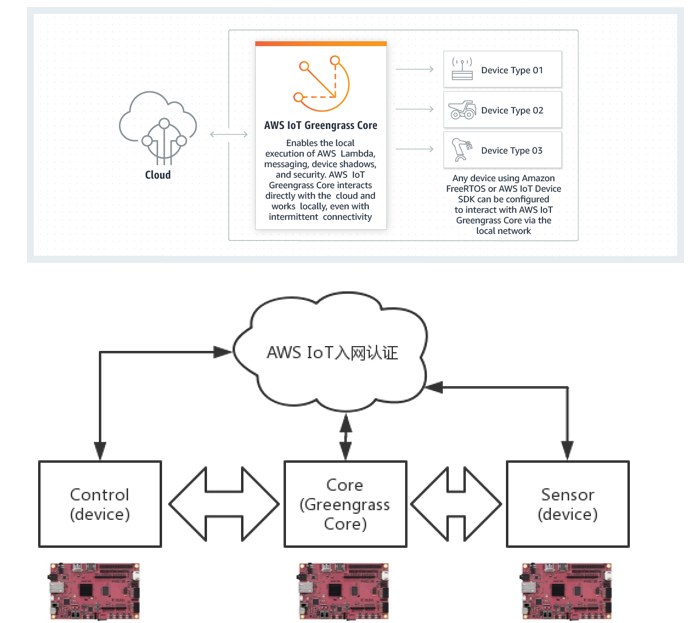 AWS IoT Greengrass Core
Enables the local
execution of AWS Lambda,
messaging, device shadows,
and security. AWS IoT
Greengrass Core interacts
directly with the cloud and
works locally, even with
intermittent connectivity
Cloud
Device Type 01
Device Type 02
Device Type 03
Any device using Amazon
FreeRTOS or AWS IoT Device
SDK can be configured
to interact with AWS IoT
Greengrass Core via the
local network
AWS IoT入网认证
Control
(device)
Core
(Greengrass
Core)
Sensor
(device)